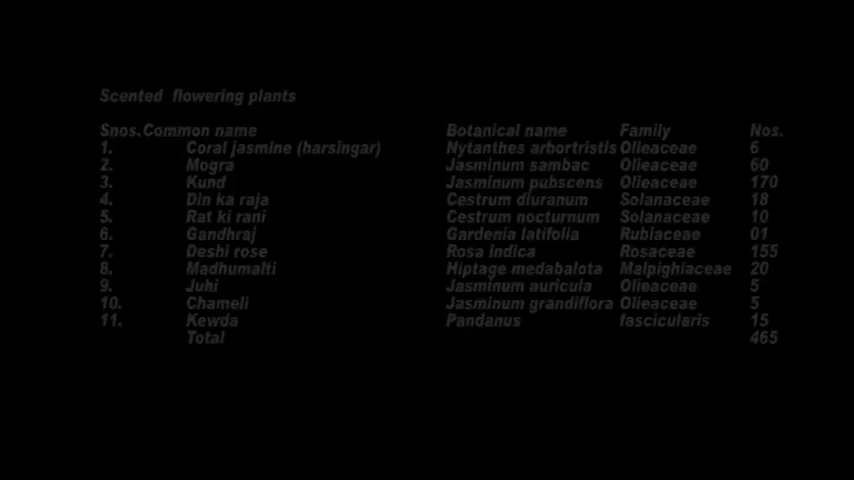 Scented flowering plants
Snos. Common name Botanical name Family Nos.
1. Coral jasmine (harsingar) Nytanthes arbortristis Olieaceae 6
2. Mogra Jasminum sambac Olieaceae 60
3. Kund Jasminum pubscens Olieaceae 170
4. Din ka raja Cestrum diuranum Solanaceae 18
5. Rat ki rani Cestrum nocturnum Solanaceae 10
6. Gandhraj Gardenia latifolia Rubiaceae 01
7. Deshi rose Rosa indica Rosaceae 155
8. Madhumalti Hiptage medabalota Malpighiaceae 20
9. Juhi Jasminum auricula Olieaceae 5
10. Chameli Jasminum grandiflora Olieaceae 5
11. Kewda Pandanus fascicularis 15
Total 465